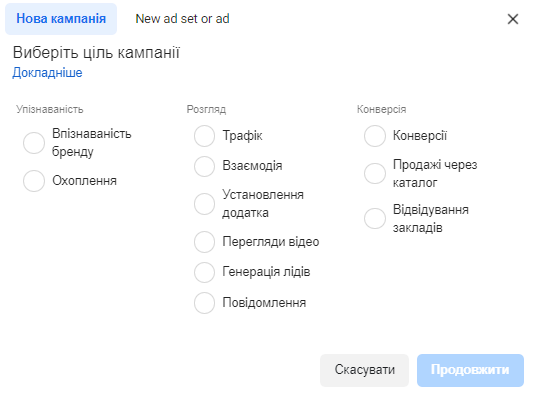 Нова кампанія
New ad set or ad
Виберіть ціль кампанії
Докладніше
Упізнаваність
Впізнаваність
бренду
Охоплення
Розгляд
Трафік
Взаємодія
Установлення
додатка
Перегляди відео
Генерація лідів
Повідомлення
Конверсія
Конверсії
Продажі через
каталог
Відвідування
закладів
Скасувати
Продовжити